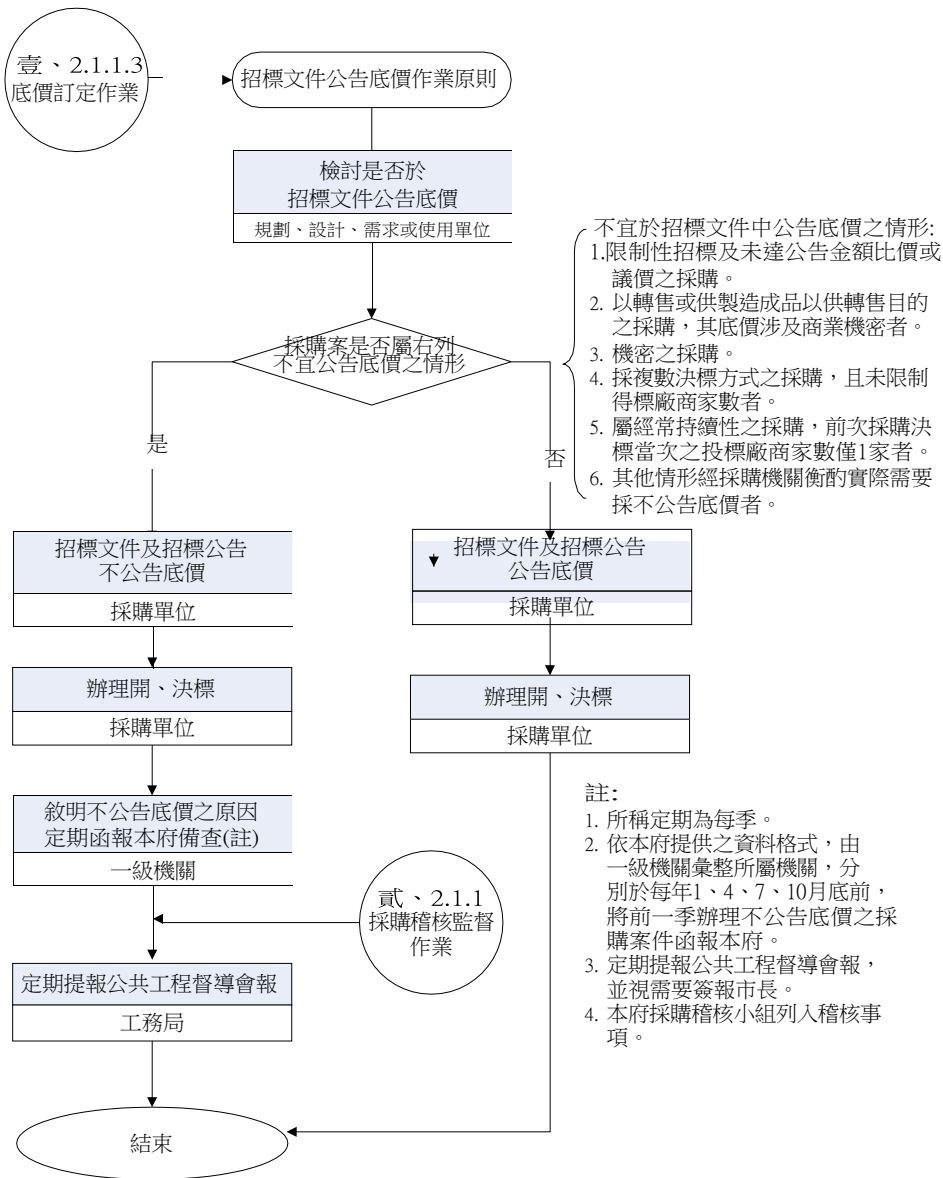 壹、2.1.1.3
底價訂定作業
招標文件公告底價作業原則
檢討是否於
招標文件公告底價
規劃、設計、需求或使用單位
採購案是否屬右列
不宜公告底價之情形
不宜於招標文件中公告底價之情形:
1.限制性招標及未達公告金額比價或
議價之採購。
2. 以轉售或供製造成品以供轉售目的
之採購，其底價涉及商業機密者。
3. 機密之採購。
4. 採複數決標方式之採購，且未限制
得標廠商家數者。
5. 屬經常持續性之採購，前次採購決
標當次之投標廠商家數僅1家者。
6. 其他情形經採購機關衡酌實際需要
採不公告底價者。
是
否
招標文件及招標公告
不公告底價
採購單位
辦理開、決標
採購單位
敘明不公告底價之原因
定期函報本府備查(註)
一級機關
貳、2.1.1
採購稽核監督
作業
定期提報公共工程督導會報
工務局
招標文件及招標公告
公告底價
採購單位
辦理開、決標
採購單位
註:
1. 所稱定期為每季。
2. 依本府提供之資料格式，由
一級機關彙整所屬機關，分
別於每年1、4、7、10月底前，
將前一季辦理不公告底價之採
購案件函報本府。
3. 定期提報公共工程督導會報，
並視需要簽報市長。
4. 本府採購稽核小組列入稽核事
項。
結束